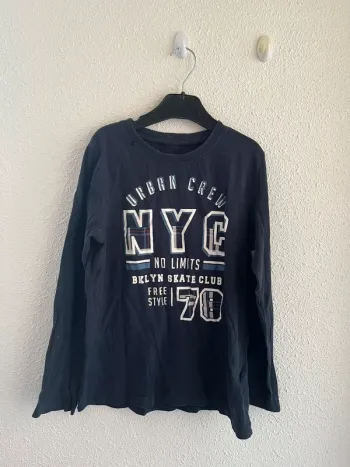 URBAN CREW
NYC
NO LIMITS
BKLYN SKATE CLUB
FREE
STYLE
70